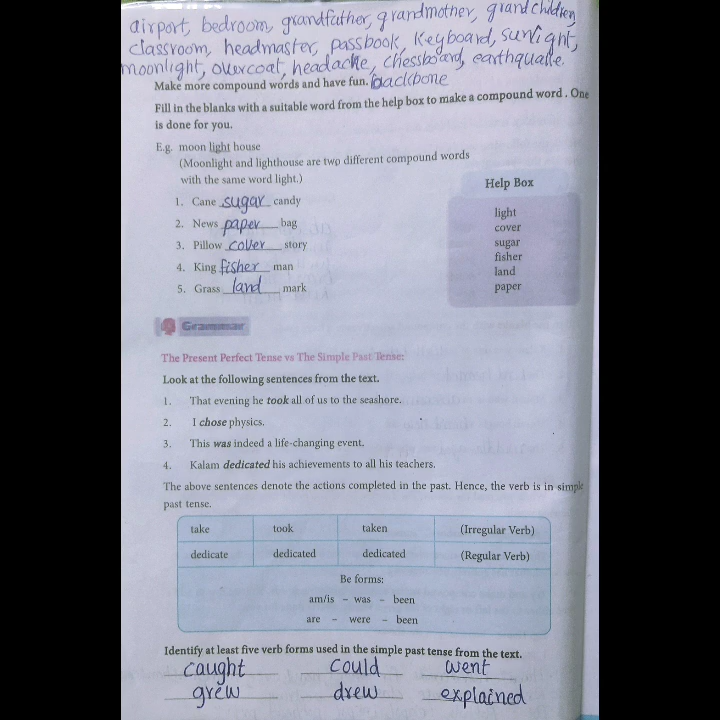 airport, bedroom, grandfather, grandmother, grandchildren,
classroom, headmaster, passbook, Keyboard, sunlight,
moonlight, overcoat, headache, chessboard, earthquake.
Make more compound words and have fun. backbone
Fill in the blanks with a suitable word from the help box to make a compound word. One
is done for you.
E.g. moon light house
(Moonlight and lighthouse are two different compound words
with the same word light.)
Help Box
light
cover
sugar
fisher
land
paper
1. Cane sugar candy
2. News paper bag
3. Pillow cover story
4. King fisher man
5. Grass land mark
Grammar
The Present Perfect Tense vs The Simple Past Tense:
Look at the following sentences from the text.
1. That evening he took all of us to the seashore.
2. I chose physics.
3. This was indeed a life-changing event.
4. Kalam dedicated his achievements to all his teachers.
The above sentences denote the actions completed in the past. Hence, the verb is in simple
past tense.
take took taken (Irregular Verb)
dedicate dedicated dedicated (Regular Verb)
Be forms:
am/is – was – been
are – were – been
Identify at least five verb forms used in the simple past tense from the text.
caught could went
grew drew explained